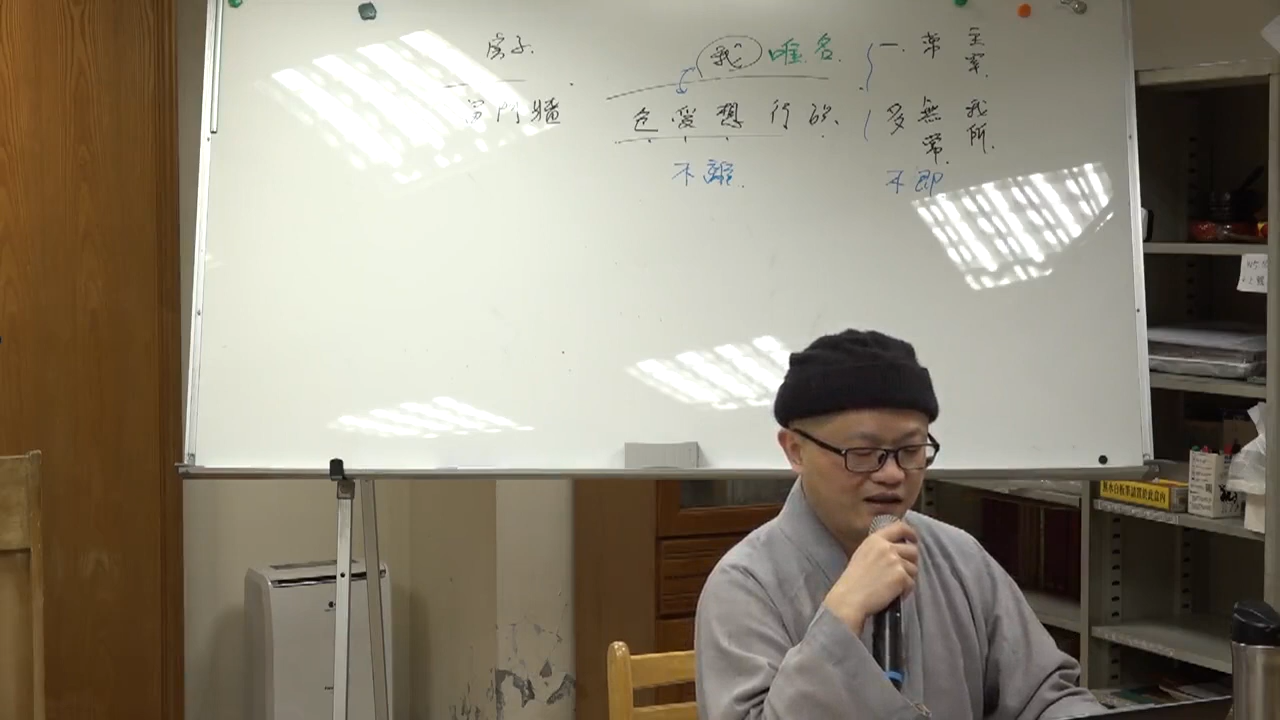 房子. 我 唯名. 一. 常 主宰.
窗門牆 色受想行識. 多 無常. 我所.
不離. 不即